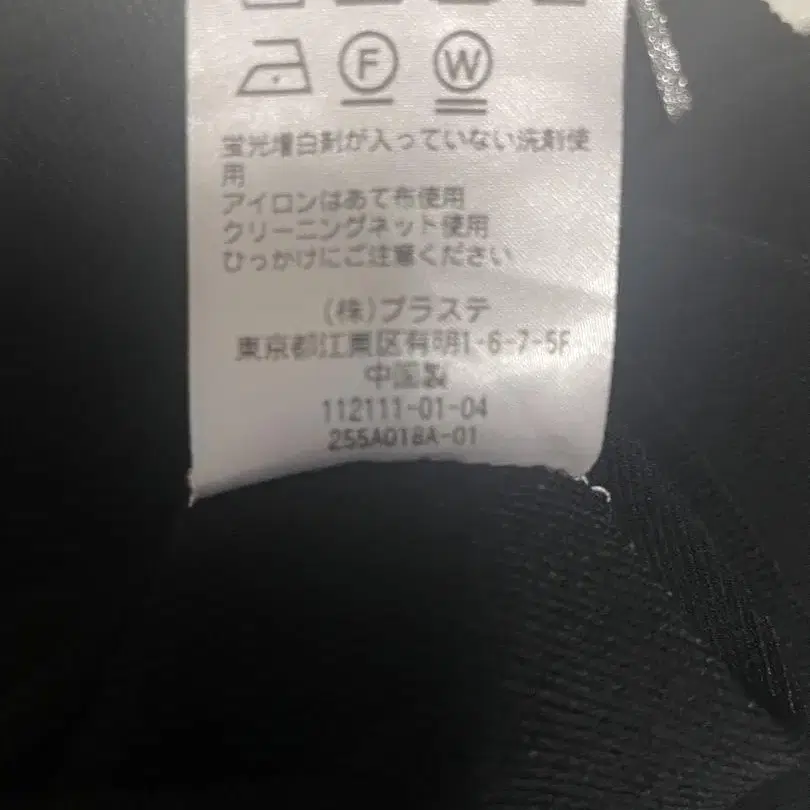 F W
蛍光増白剤が入っていない洗剤使
用
アイロンはあて布使用
クリーニングネット使用
ひっかけにご注意ください
(株)プラステ
東京都江東区有明1-6-7-5F
中国製
112111-01-04
255A018A-01